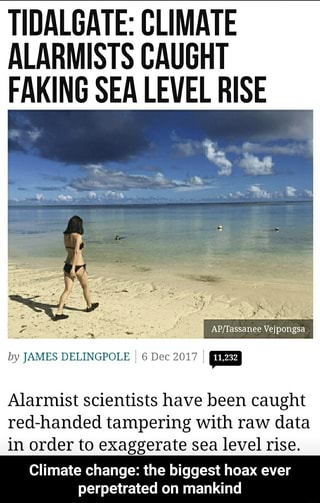 TIDALGATE: CLIMATE
ALARMISTS CAUGHT
FAKING SEA LEVEL RISE
AP/Tassanee Vejpongsa
by JAMES DELINGPOLE | 6 Dec 2017 | 11,232
Alarmist scientists have been caught
red-handed tampering with raw data
in order to exaggerate sea level rise.
Climate change: the biggest hoax ever
perpetrated on mankind